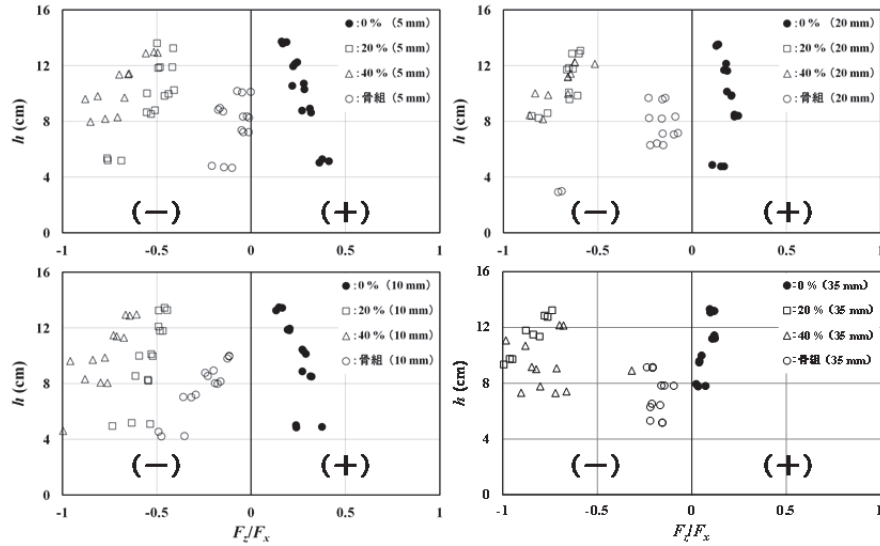 16
12
8
4
0
h (cm)
●:0 % (5 mm)
□:20 % (5 mm)
△:40 % (5 mm)
○:骨組 (5 mm)
(−)
(+)
-1
-0.5
0
0.5
1
16
12
8
4
0
h (cm)
●:0 % (20 mm)
□:20 % (20 mm)
△:40 % (20 mm)
○:骨組 (20 mm)
(−)
(+)
-1
-0.5
0
0.5
1
16
12
8
4
0
h (cm)
●:0 % (10 mm)
□:20 % (10 mm)
△:40 % (10 mm)
○:骨組 (10 mm)
(−)
(+)
-1
-0.5
0
0.5
1
Fz/Fx
16
12
8
4
0
h (cm)
●:0 % (35 mm)
□:20 % (35 mm)
△:40 % (35 mm)
○:骨組 (35 mm)
(−)
(+)
-1
-0.5
0
0.5
1
Fz/Fx